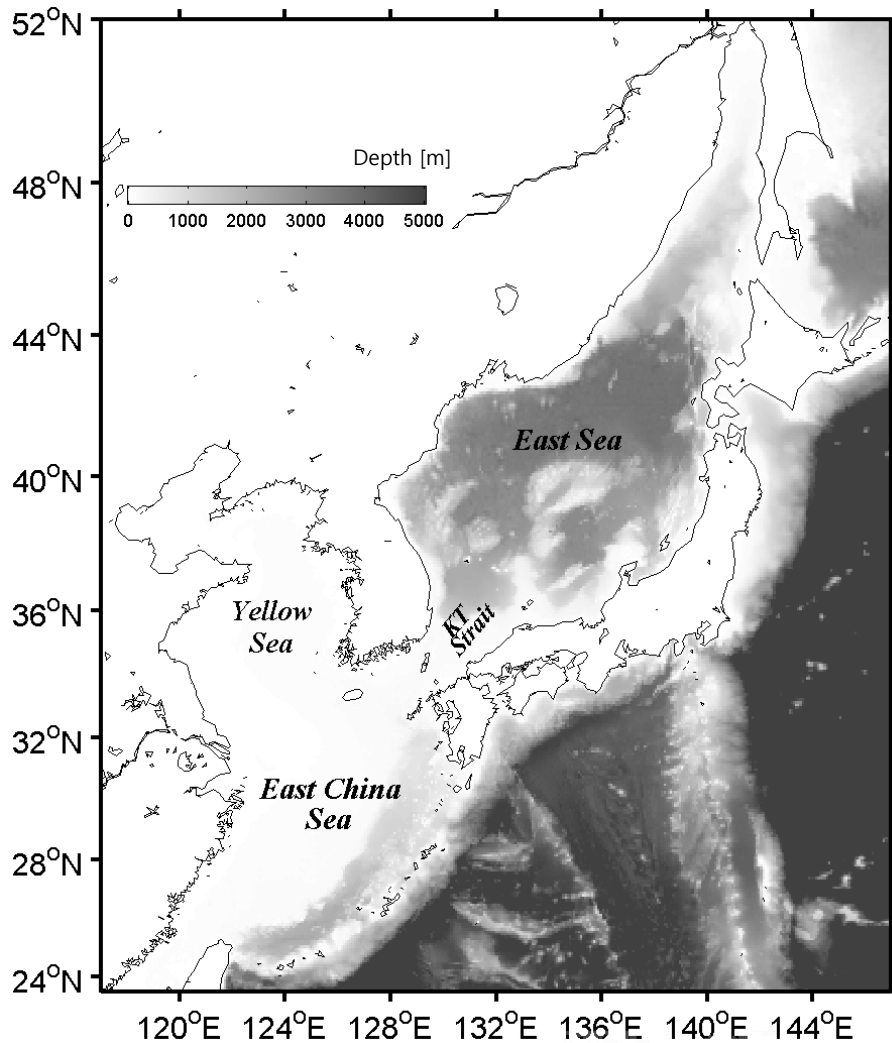 52°N
48°N
44°N
40°N
36°N
32°N
28°N
24°N
Depth [m]
0 1000 2000 3000 4000 5000
East Sea
Yellow
Sea
KT
Strait
East China
Sea
120°E 124°E 128°E 132°E 136°E 140°E 144°E